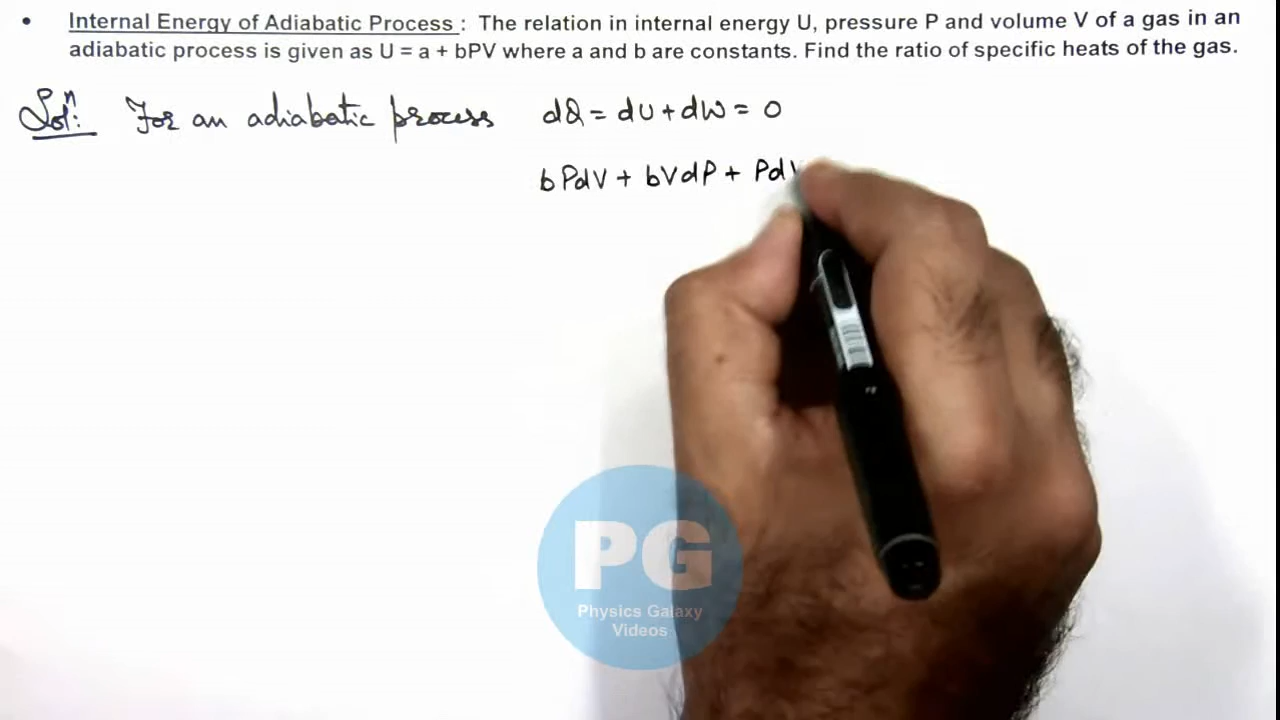 • Internal Energy of Adiabatic Process : The relation in internal energy U, pressure P and volume V of a gas in an
adiabatic process is given as U = a + bPV where a and b are constants. Find the ratio of specific heats of the gas.
Solⁿ: For an adiabatic process dQ = dU + dW = 0
bPdV + bVdP + PdV
PG
Physics Galaxy
Videos